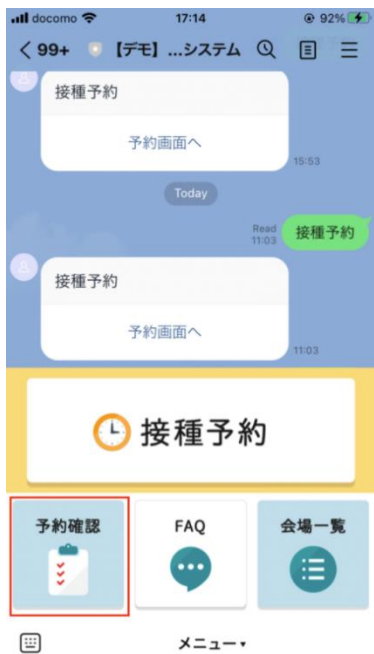 docomo 17:14 92%
99+ 【デモ】...システム
接種予約
予約画面へ
15:53
Today
Read
11:03
接種予約
接種予約
予約画面へ
11:03
接種予約
予約確認
FAQ
会場一覧
メニュー▾